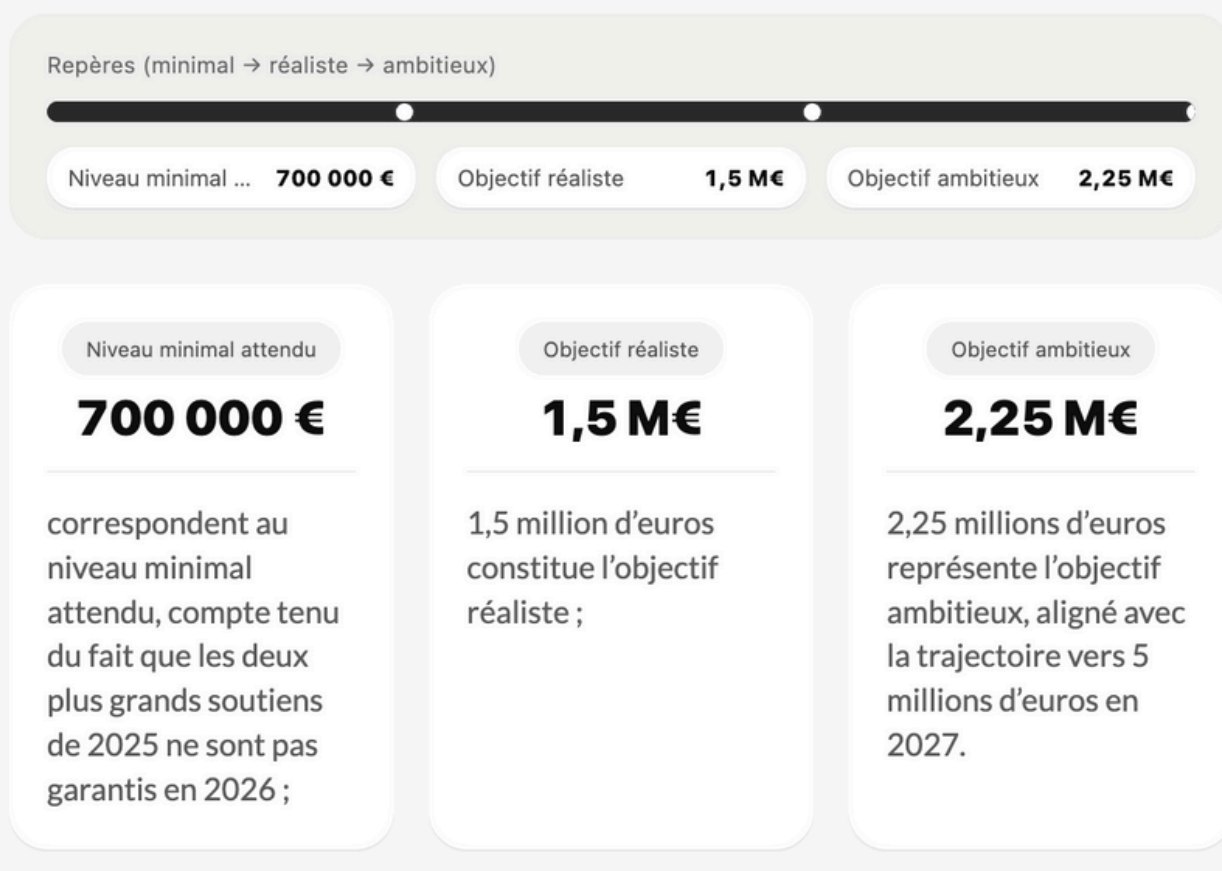 Repères (minimal → réaliste → ambitieux)
Niveau minimal ... 700 000 €
Objectif réaliste 1,5 M€
Objectif ambitieux 2,25 M€
Niveau minimal attendu
700 000 €
correspondent au
niveau minimal
attendu, compte tenu
du fait que les deux
plus grands soutiens
de 2025 ne sont pas
garantis en 2026 ;
Objectif réaliste
1,5 M€
1,5 million d’euros
constitue l’objectif
réaliste ;
Objectif ambitieux
2,25 M€
2,25 millions d’euros
représente l’objectif
ambitieux, aligné avec
la trajectoire vers 5
millions d’euros en
2027.